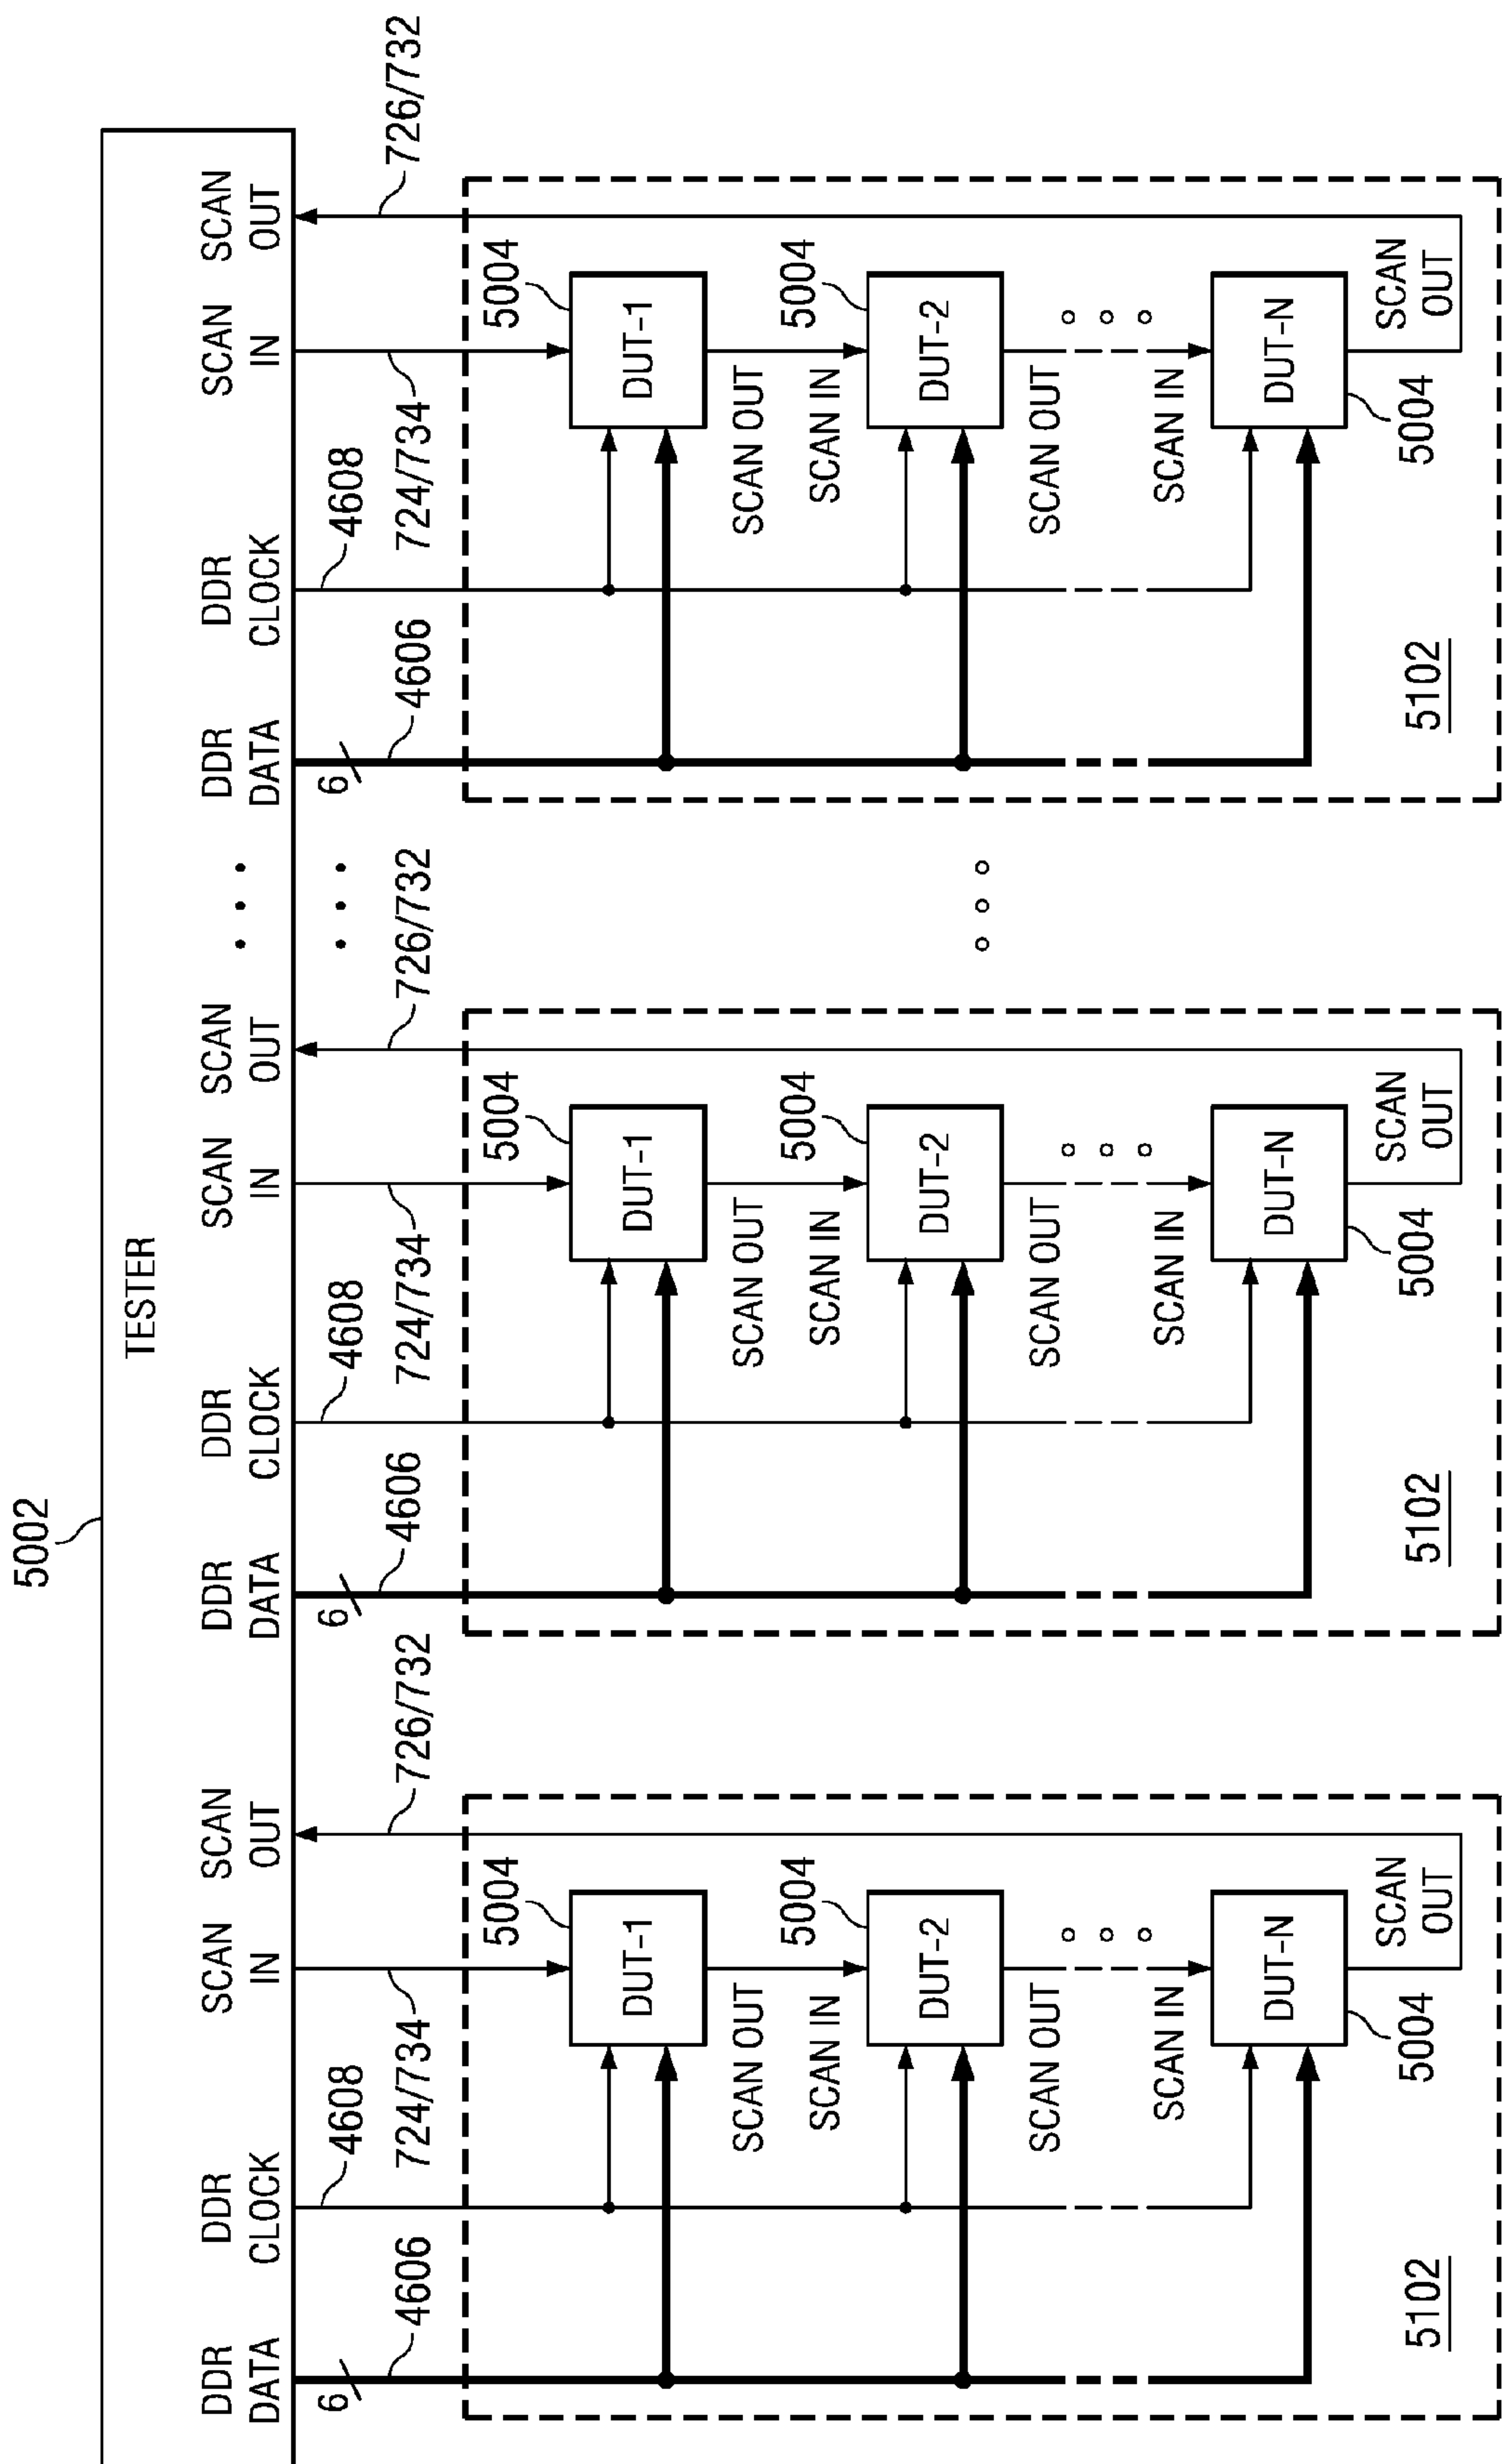 5002
TESTER
DDR DATA
DDR CLOCK
SCAN IN
SCAN OUT
6
4606
4608
724/734
726/732
5004
DUT-1
SCAN OUT
SCAN IN
5004
DUT-2
SCAN OUT
SCAN IN
DUT-N
5004
SCAN OUT
5102
DDR DATA
DDR CLOCK
SCAN IN
SCAN OUT
6
4606
4608
724/734
726/732
5004
DUT-1
SCAN OUT
SCAN IN
5004
DUT-2
SCAN OUT
SCAN IN
DUT-N
5004
SCAN OUT
5102
DDR DATA
DDR CLOCK
SCAN IN
SCAN OUT
6
4606
4608
724/734
726/732
5004
DUT-1
SCAN OUT
SCAN IN
5004
DUT-2
SCAN OUT
SCAN IN
DUT-N
5004
SCAN OUT
5102